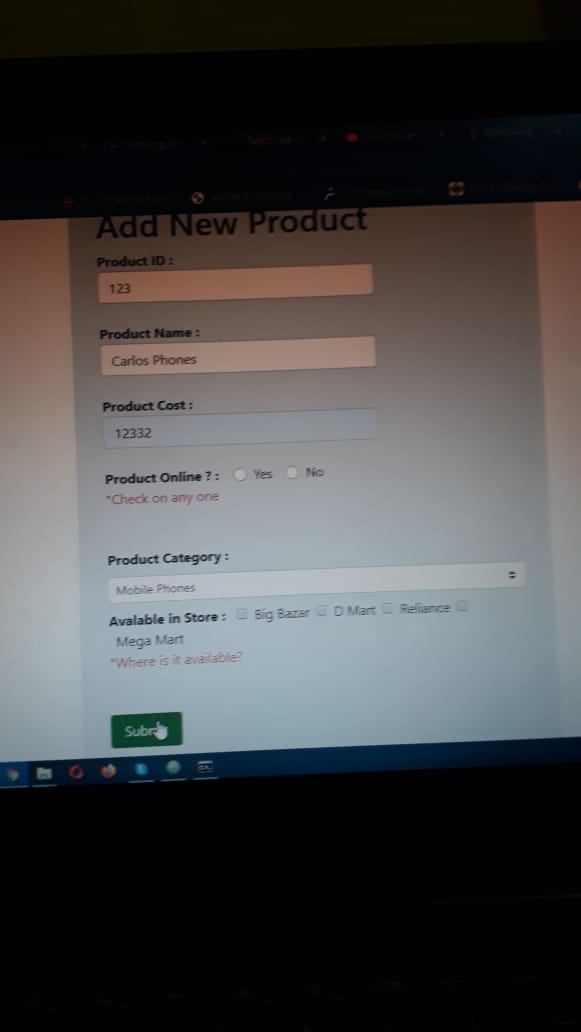 Add New Product
Product ID :
123
Product Name :
Carlos Phones
Product Cost :
12332
Product Online ? : Yes No
*Check on any one
Product Category :
Mobile Phones
Avalable in Store : Big Bazar D Mart Reliance
Mega Mart
*Where is it available?